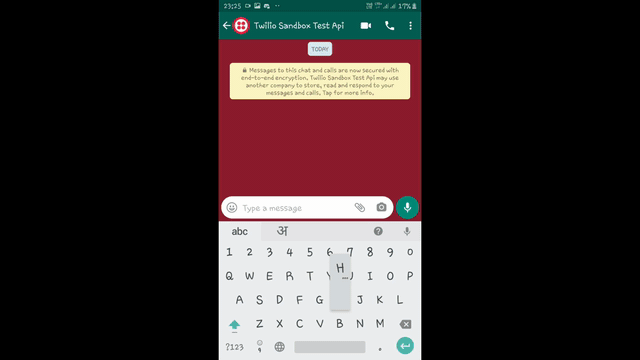 23:25 17%
Twilio Sandbox Test Api
TODAY
Messages to this chat and calls are now secured with
end-to-end encryption. Twilio Sandbox Test Api may use
another company to store, read and respond to your
messages and calls. Tap for more info.
Type a message
abc अ ?
1 2 3 4 5 6 7 8 9 0
Q W E R T Y U I O P
H
A S D F G J K L
Z X C V B N M
?123 , .